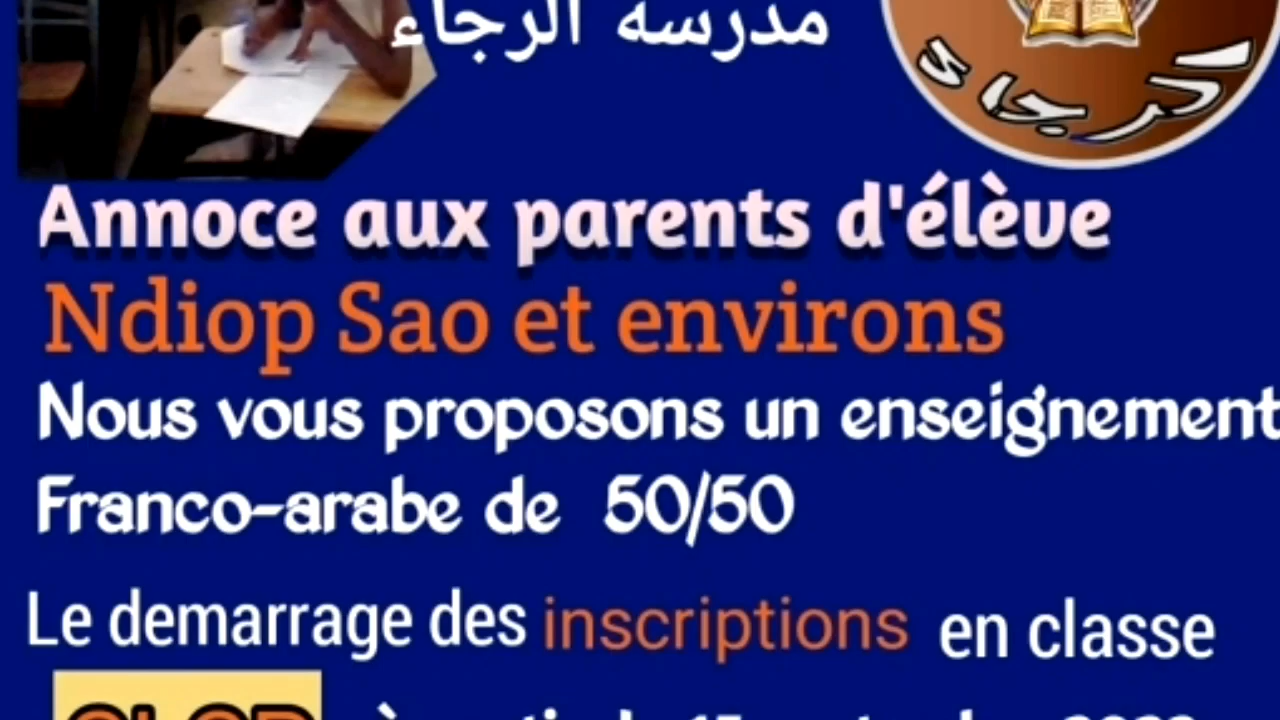 مدرسة الرجاء
الرجاء
Annoce aux parents d'élève
Ndiop Sao et environs
Nous vous proposons un enseignement
Franco-arabe de 50/50
Le demarrage des inscriptions en classe